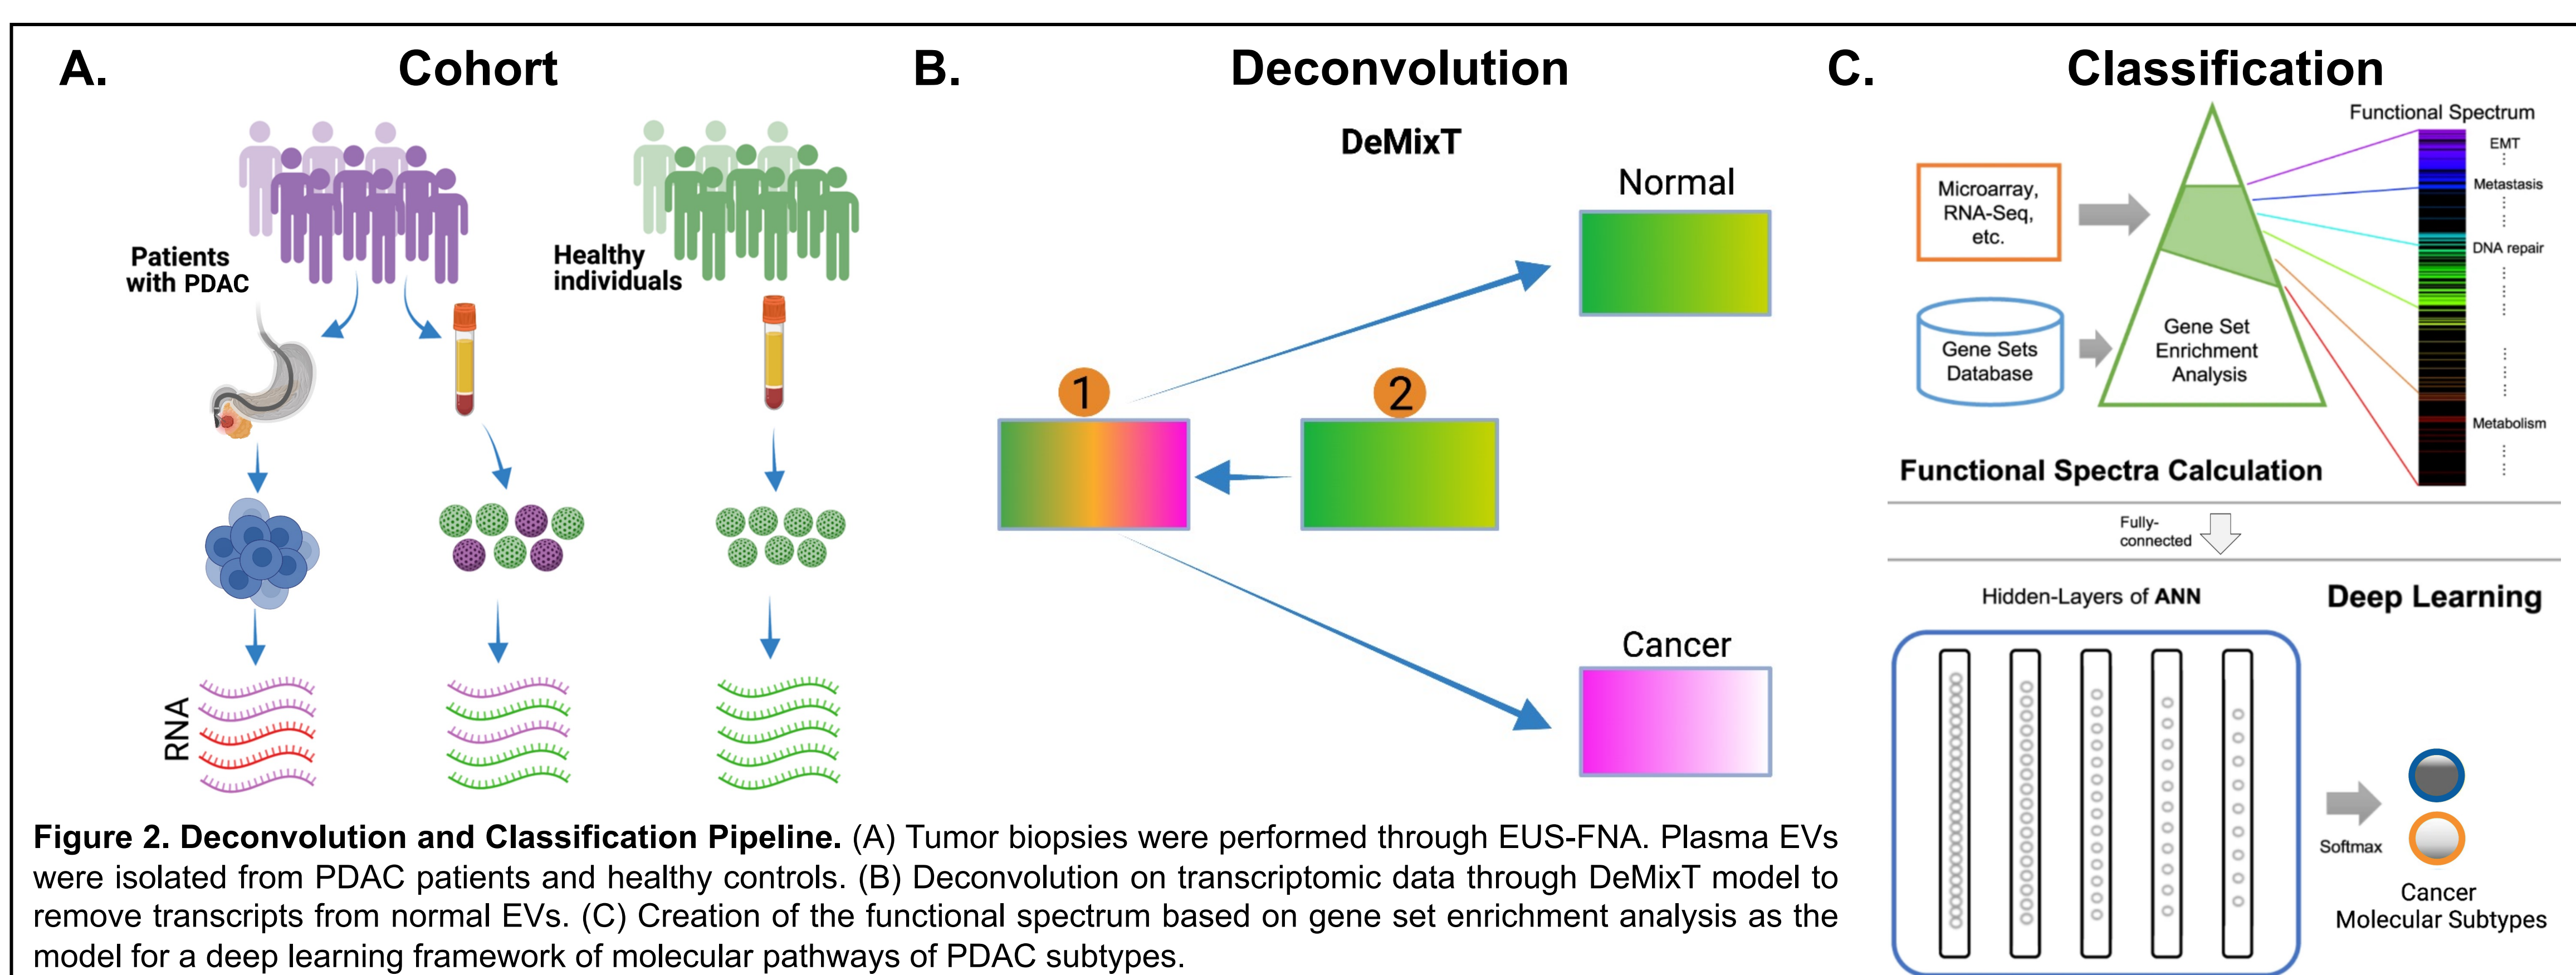 A.
Cohort
Patients
with PDAC
Healthy
individuals
RNA
B.
Deconvolution
DeMixT
Normal
1
2
Cancer
C.
Classification
Functional Spectrum
Microarray,
RNA-Seq,
etc.
Gene Sets
Database
Gene Set
Enrichment
Analysis
EMT
Metastasis
DNA repair
Metabolism
Functional Spectra Calculation
Fully-
connected
Hidden-Layers of ANN
Deep Learning
Softmax
Cancer
Molecular Subtypes
Figure 2. Deconvolution and Classification Pipeline. (A) Tumor biopsies were performed through EUS-FNA. Plasma EVs
were isolated from PDAC patients and healthy controls. (B) Deconvolution on transcriptomic data through DeMixT model to
remove transcripts from normal EVs. (C) Creation of the functional spectrum based on gene set enrichment analysis as the
model for a deep learning framework of molecular pathways of PDAC subtypes.